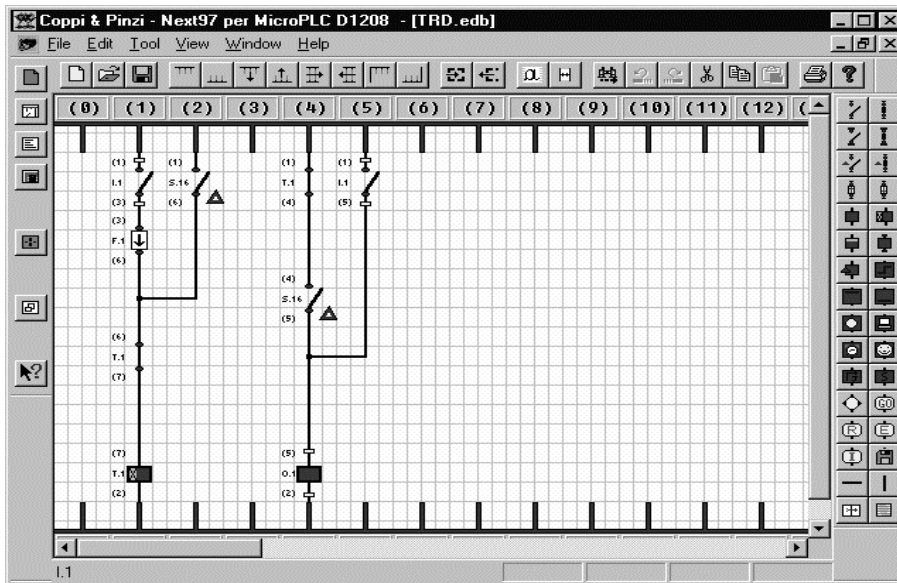 Coppi & Pinzi - Next97 per MicroPLC D1208 - [TRD.edb]
File Edit Tool View Window Help
(0) (1) (2) (3) (4) (5) (6) (7) (8) (9) (10) (11) (12) (
(1) (1) (1) (1)
I.1 S.16 T.1 I.1
(3) (6) (4) (5)
(3)
F.1
(6)
(4)
S.16
(5)
(6)
T.1
(7)
(7) (5)
T.1 O.1
(2) (2)
I.1